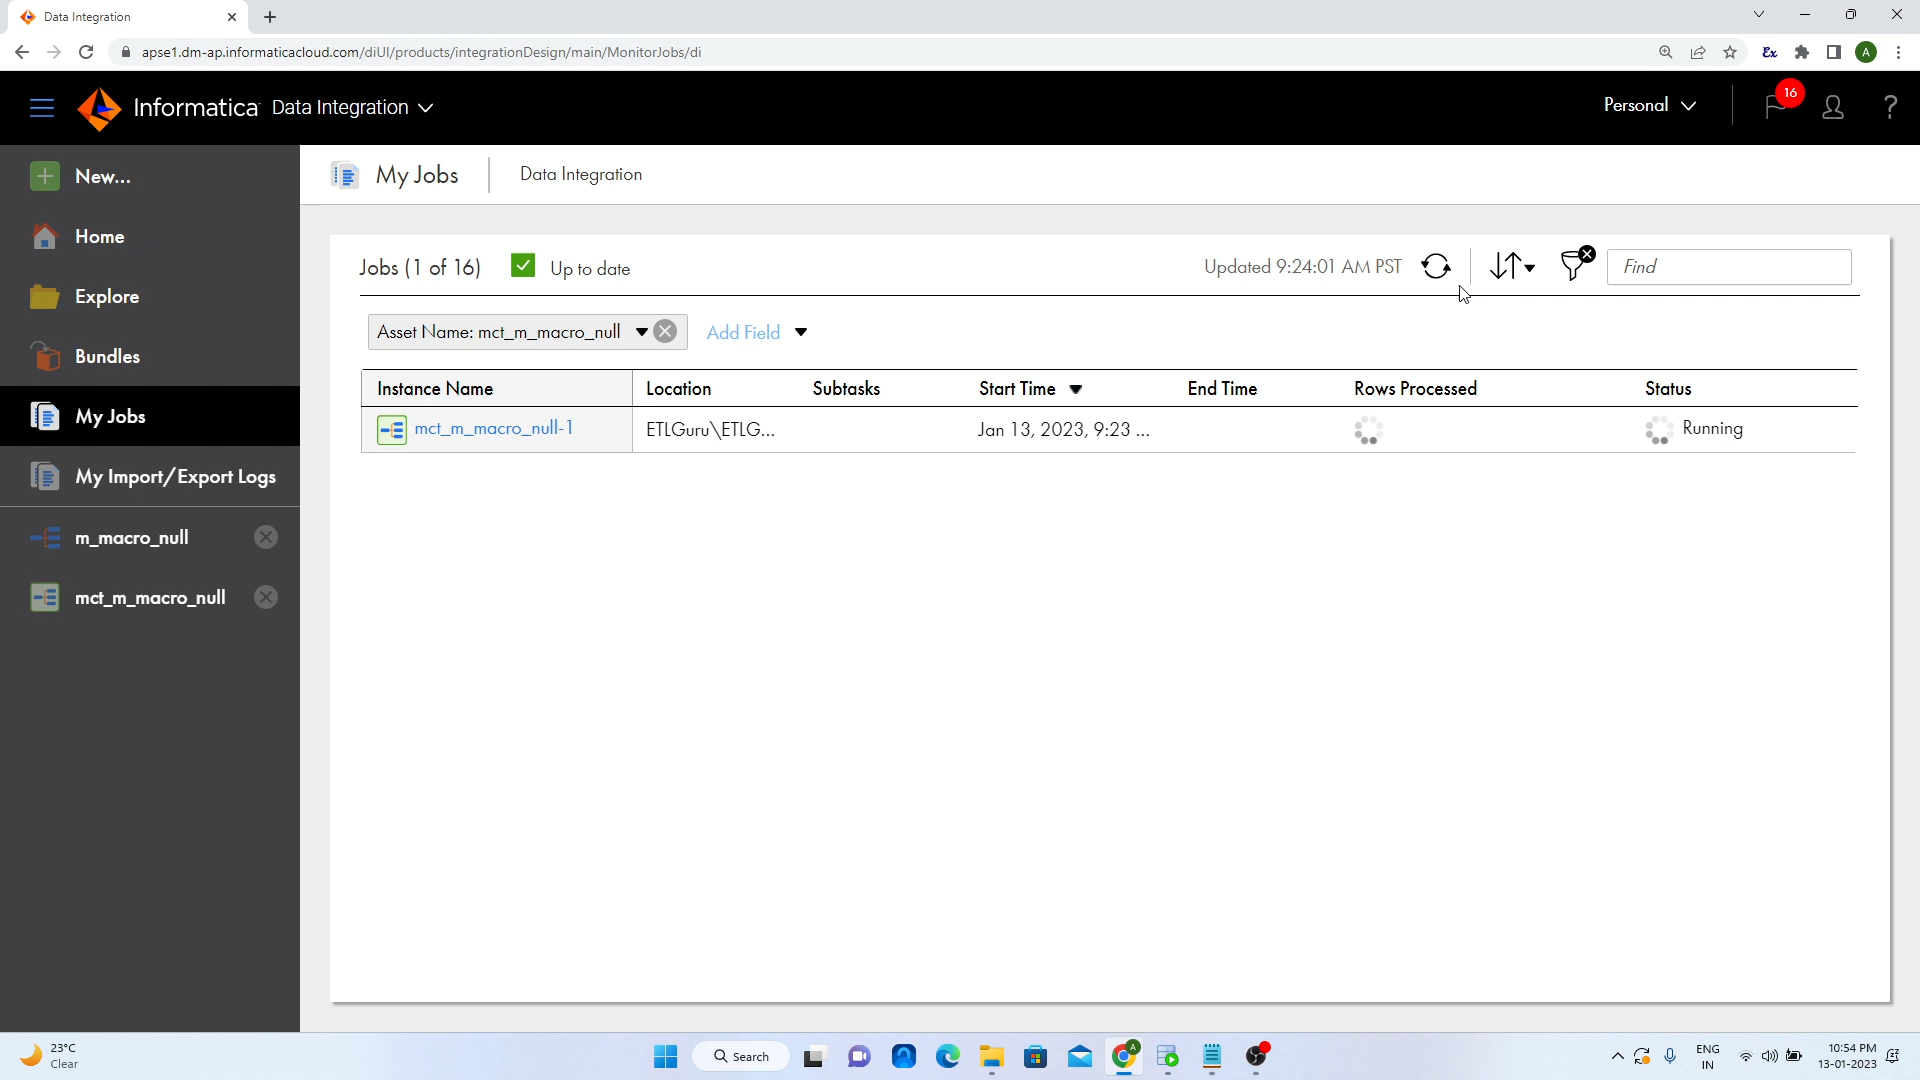 Data Integration
apse1.dm-ap.informaticacloud.com/diUI/products/integrationDesign/main/MonitorJobs/di
Ex
A
Informatica Data Integration
Personal
16
?
New...
Home
Explore
Bundles
My Jobs
My Import/Export Logs
m_macro_null
mct_m_macro_null
My Jobs
Data Integration
Jobs (1 of 16)
Up to date
Updated 9:24:01 AM PST
Find
Asset Name: mct_m_macro_null
Add Field
Instance Name Location Subtasks Start Time End Time Rows Processed Status
mct_m_macro_null-1 ETLGuru\ETLG... Jan 13, 2023, 9:23 ... Running
23°C
Clear
Search
A
ENG
IN
10:54 PM
13-01-2023